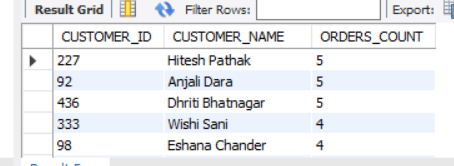 Result Grid Filter Rows: Export:
CUSTOMER_ID CUSTOMER_NAME ORDERS_COUNT
227 Hitesh Pathak 5
92 Anjali Dara 5
436 Dhriti Bhatnagar 5
333 Wishi Sani 4
98 Eshana Chander 4